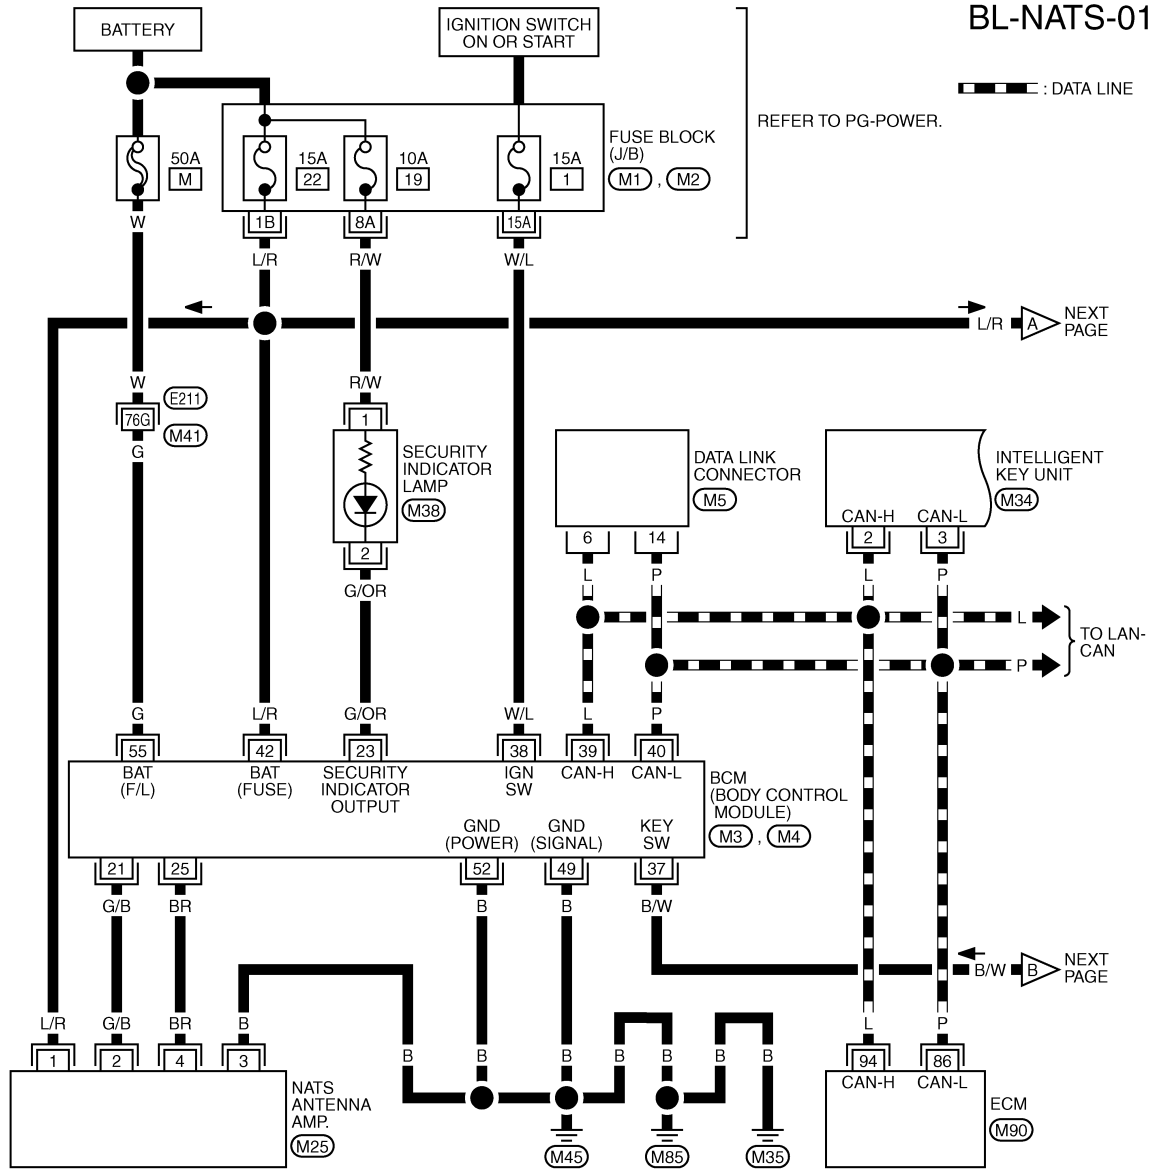 BL-NATS-01
BATTERY
IGNITION SWITCH
ON OR START
: DATA LINE
REFER TO PG-POWER.
50A
M
15A
22
10A
19
15A
1
FUSE BLOCK
(J/B)
M1 , M2
W
1B
8A
15A
L/R
R/W
W/L
L/R
A
NEXT
PAGE
W
R/W
E211
76G
M41
G
1
SECURITY
INDICATOR
LAMP
M38
2
G/OR
DATA LINK
CONNECTOR
M5
6
14
L
P
INTELLIGENT
KEY UNIT
M34
CAN-H
CAN-L
2
3
L
P
L
P
TO LAN-
CAN
G
L/R
G/OR
W/L
L
P
55
42
23
38
39
40
BAT
(F/L)
BAT
(FUSE)
SECURITY
INDICATOR
OUTPUT
IGN
SW
CAN-H
CAN-L
BCM
(BODY CONTROL
MODULE)
M3 , M4
GND
(POWER)
GND
(SIGNAL)
KEY
SW
21
25
52
49
37
G/B
BR
B
B
B/W
B/W
B
NEXT
PAGE
L/R
G/B
BR
B
L
P
B
B
B
B
B
B
B
1
2
4
3
94
86
CAN-H
CAN-L
NATS
ANTENNA
AMP.
M25
M45
M85
M35
ECM
M90